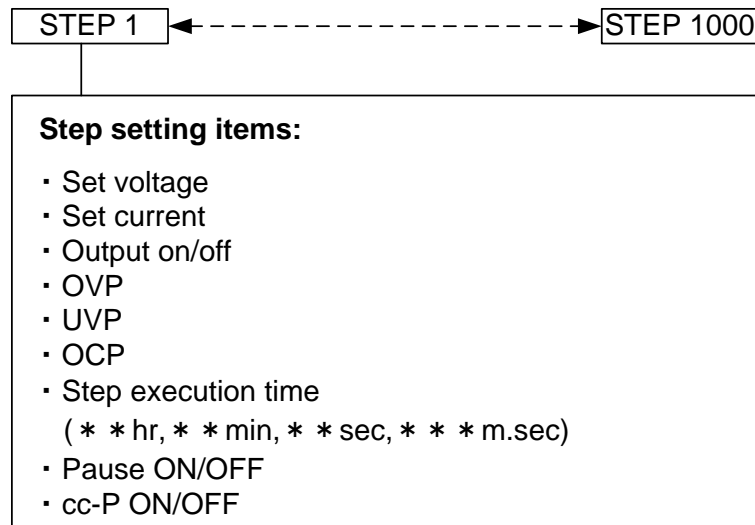 STEP 1 STEP 1000
Step setting items:
・Set voltage
・Set current
・Output on/off
・OVP
・UVP
・OCP
・Step execution time
(＊＊hr,＊＊min,＊＊sec,＊＊＊m.sec)
・Pause ON/OFF
・cc-P ON/OFF